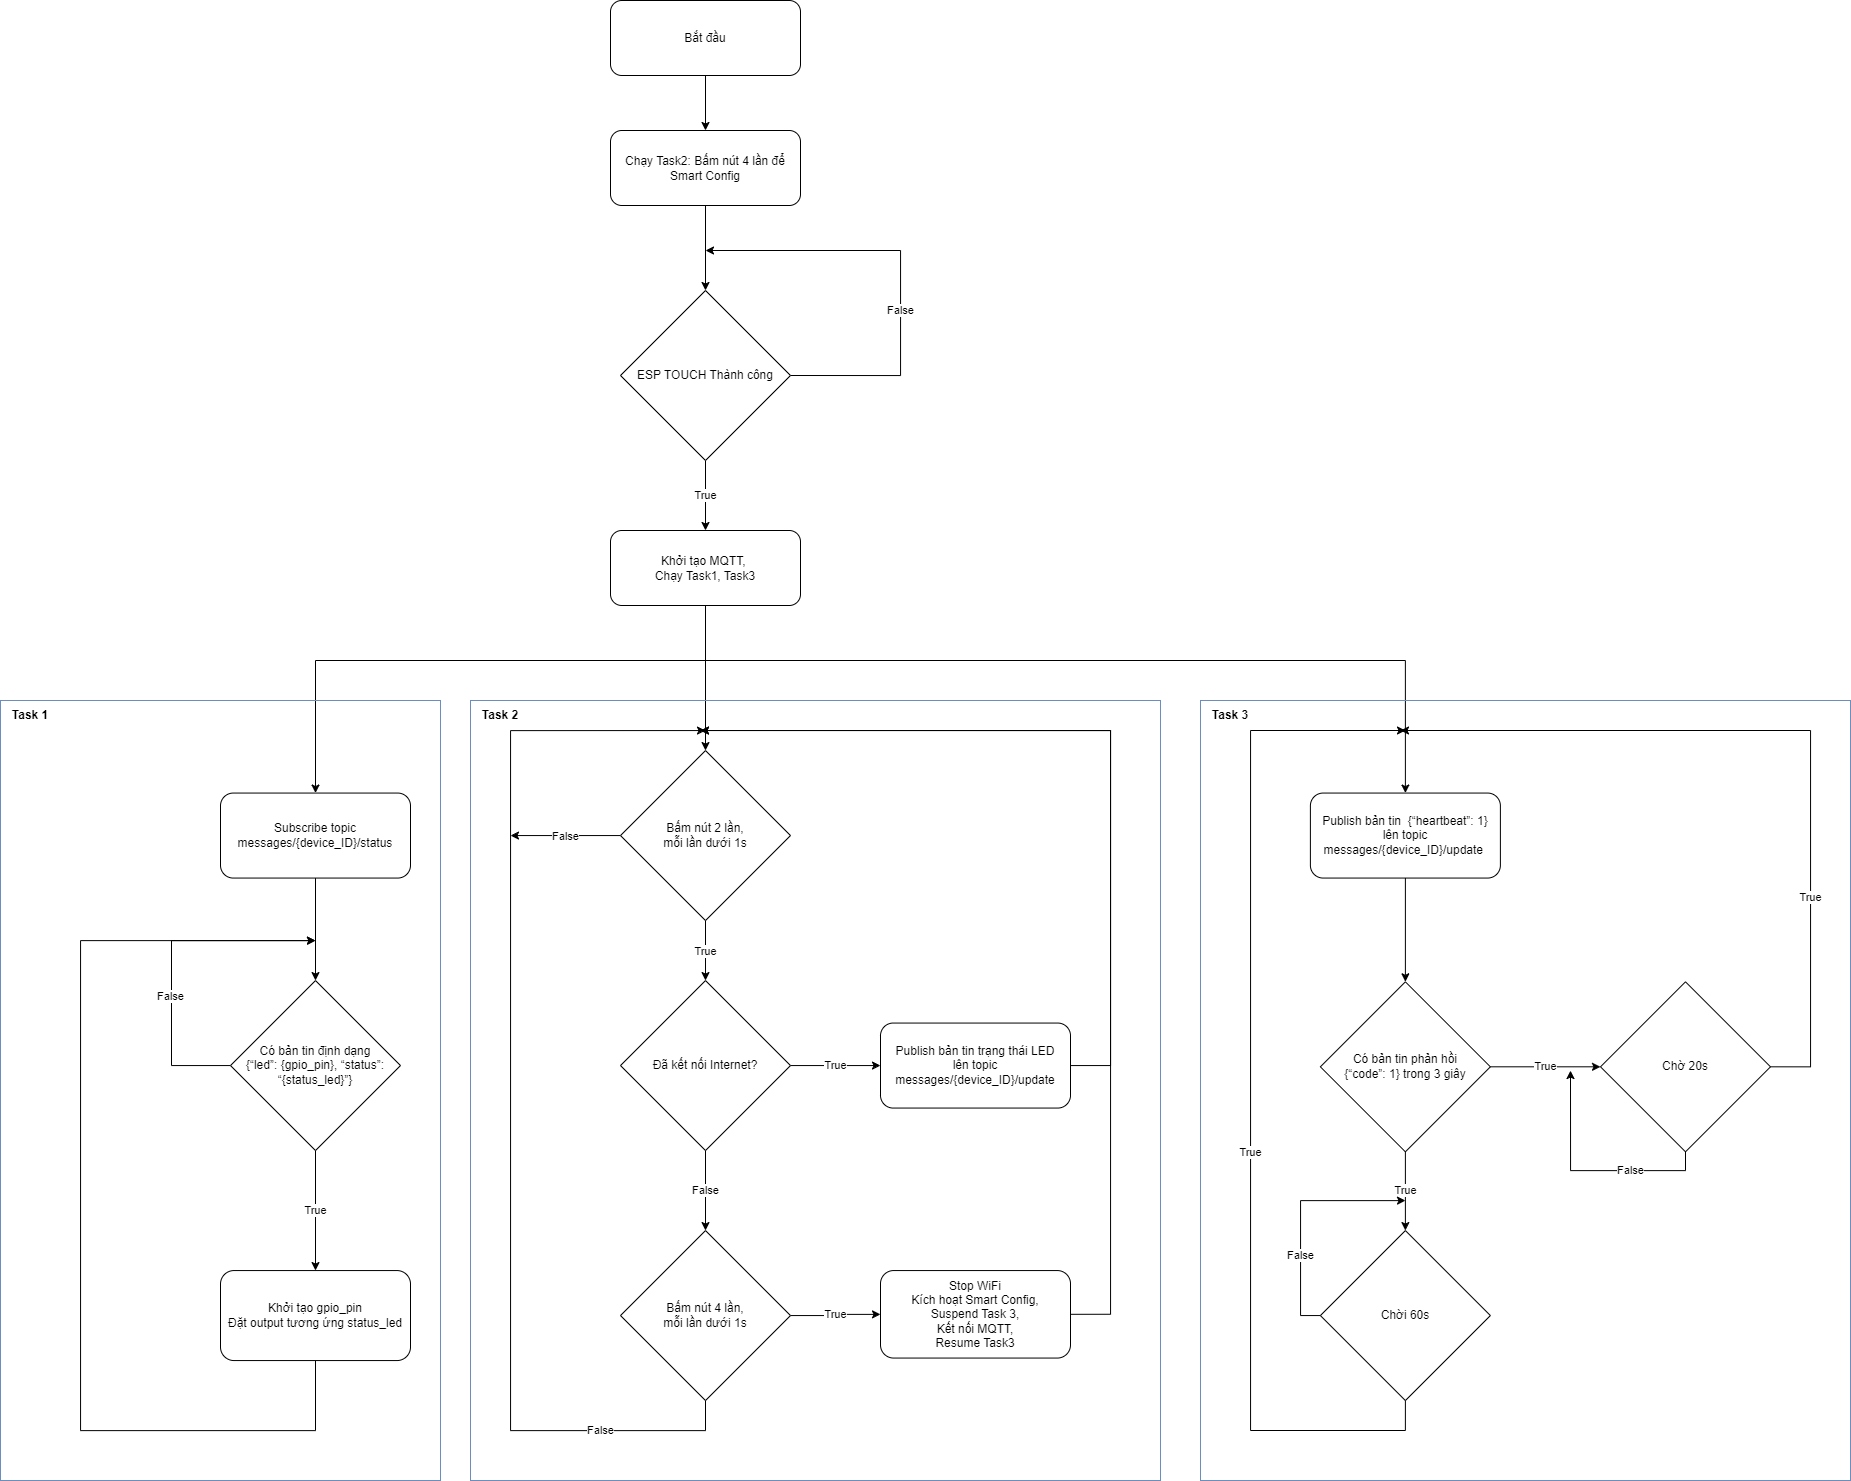 Bắt đầu
Chạy Task2: Bấm nút 4 lần để
Smart Config
False
ESP TOUCH Thành công
True
Khởi tạo MQTT,
Chạy Task1, Task3
Task 1
Subscribe topic
messages/{device_ID}/status
False
Có bản tin định dạng
{“led”: {gpio_pin}, “status”:
“{status_led}”}
True
Khởi tạo gpio_pin
Đặt output tương ứng status_led
Task 2
Bấm nút 2 lần,
mỗi lần dưới 1s
False
True
Đã kết nối Internet?
True
Publish bản tin trạng thái LED
lên topic
messages/{device_ID}/update
False
Bấm nút 4 lần,
mỗi lần dưới 1s
True
Stop WiFi
Kích hoạt Smart Config,
Suspend Task 3,
Kết nối MQTT,
Resume Task3
False
Task 3
Publish bản tin {“heartbeat”: 1}
lên topic
messages/{device_ID}/update
True
Có bản tin phản hồi
{“code”: 1} trong 3 giây
True
Chờ 20s
False
True
True
False
Chời 60s